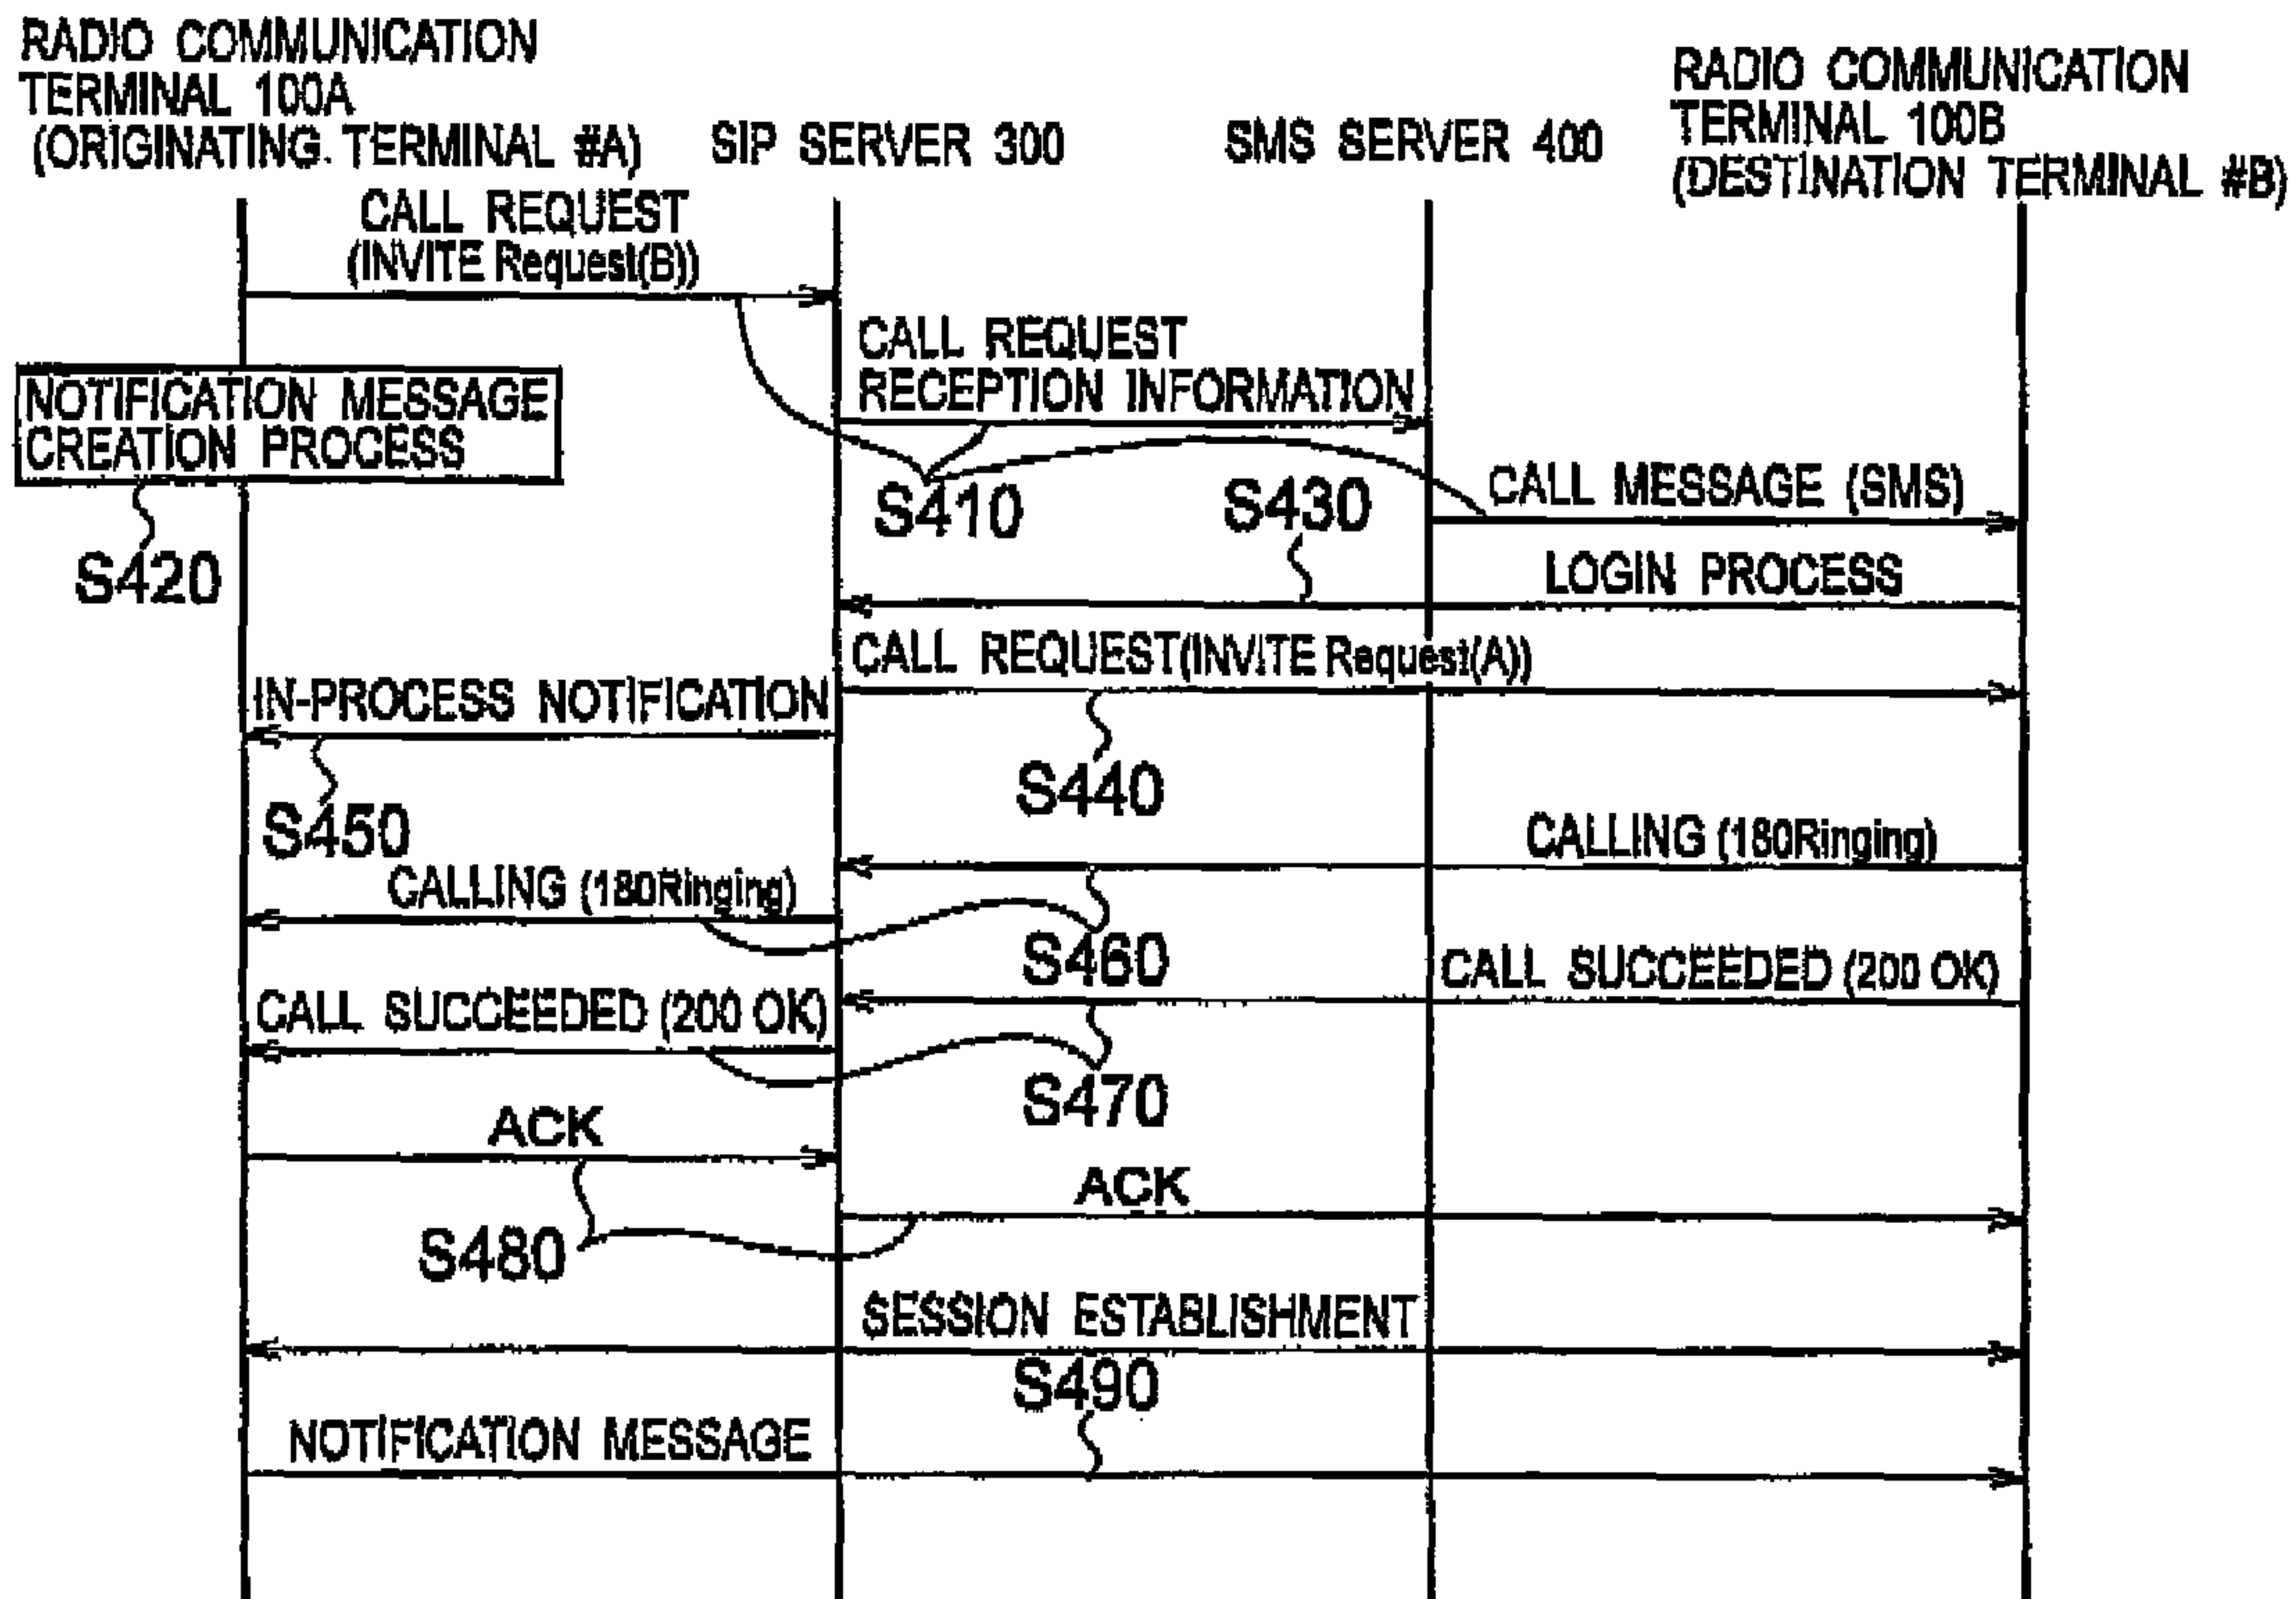 RADIO COMMUNICATION
TERMINAL 100A
(ORIGINATING TERMINAL #A)
SIP SERVER 300
SMS SERVER 400
RADIO COMMUNICATION
TERMINAL 100B
(DESTINATION TERMINAL #B)
CALL REQUEST
(INVITE Request(B))
CALL REQUEST
RECEPTION INFORMATION
NOTIFICATION MESSAGE
CREATION PROCESS
S410
S430
CALL MESSAGE (SMS)
S420
LOGIN PROCESS
CALL REQUEST(INVITE Request(A))
IN-PROCESS NOTIFICATION
S440
S450
CALLING (180Ringing)
CALLING (180Ringing)
S460
CALL SUCCEEDED (200 OK)
CALL SUCCEEDED (200 OK)
S470
ACK
ACK
S480
SESSION ESTABLISHMENT
S490
NOTIFICATION MESSAGE